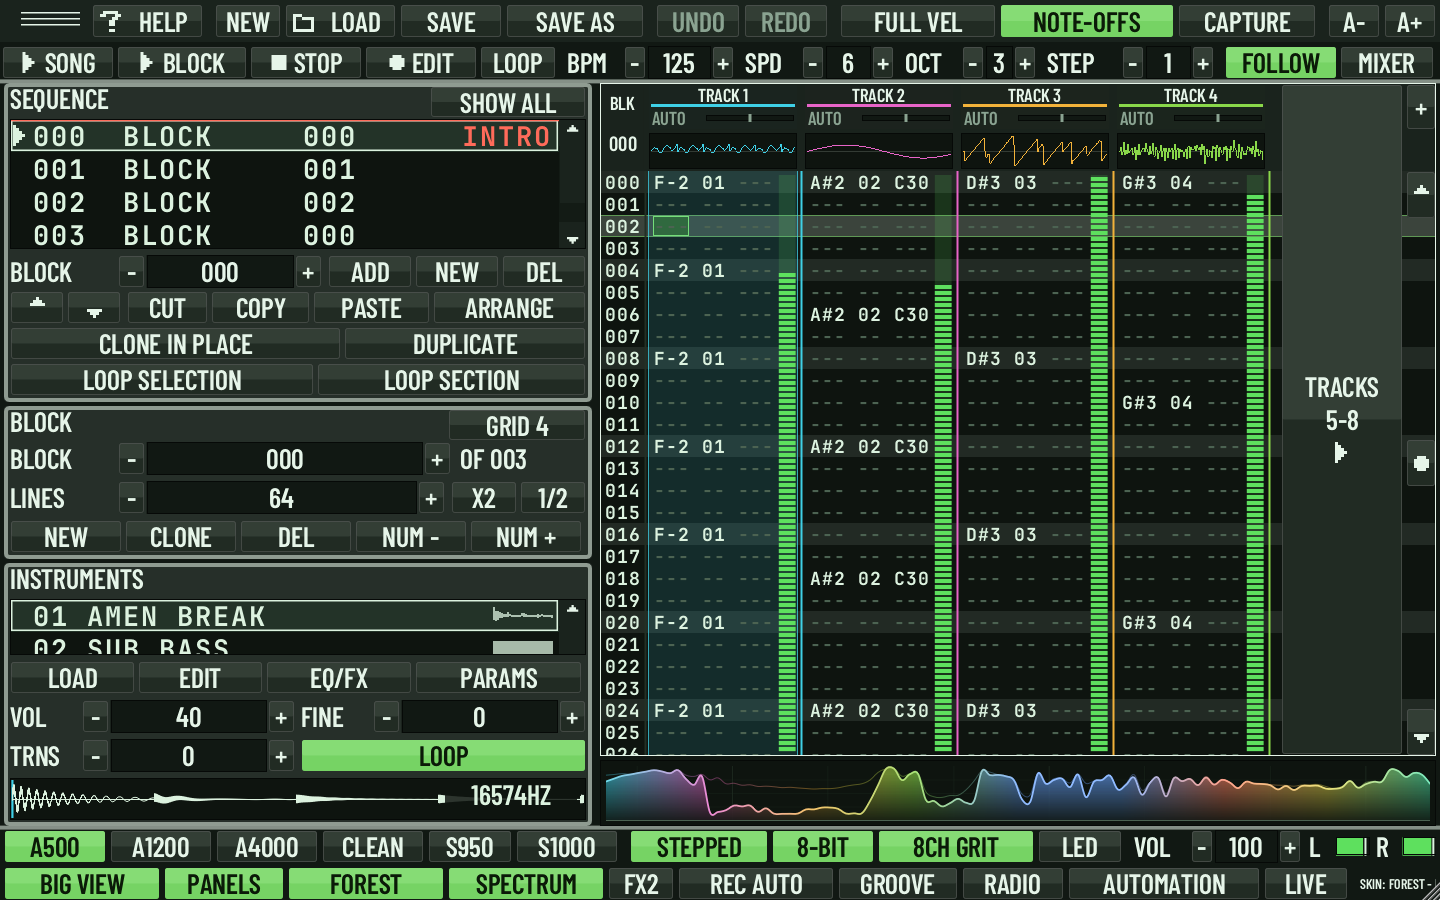 HELP NEW LOAD SAVE SAVE AS UNDO REDO FULL VEL NOTE-OFFS CAPTURE A- A+
SONG BLOCK STOP EDIT LOOP BPM - 125 + SPD - 6 + OCT - 3 + STEP - 1 + FOLLOW MIXER
SEQUENCE SHOW ALL
000 BLOCK 000 INTRO
001 BLOCK 001
002 BLOCK 002
003 BLOCK 000
BLOCK - 000 + ADD NEW DEL
CUT COPY PASTE ARRANGE
CLONE IN PLACE DUPLICATE
LOOP SELECTION LOOP SECTION
BLOCK GRID 4
BLOCK - 000 + OF 003
LINES - 64 + X2 1/2
NEW CLONE DEL NUM - NUM +
INSTRUMENTS
01 AMEN BREAK
02 SUB BASS
LOAD EDIT EQ/FX PARAMS
VOL - 40 + FINE - 0 +
TRNS - 0 + LOOP
16574HZ
BLK TRACK 1 TRACK 2 TRACK 3 TRACK 4 +
AUTO AUTO AUTO AUTO
000
000 F-2 01 --- A#2 02 C30 D#3 03 --- G#3 04 ---
001 --- -- --- --- -- --- --- -- --- --- -- ---
002 --- -- --- --- -- --- --- -- --- --- -- ---
003 --- -- --- --- -- --- --- -- --- --- -- ---
004 F-2 01 --- --- -- --- --- -- --- --- -- ---
005 --- -- --- --- -- --- --- -- --- --- -- ---
006 --- -- --- A#2 02 C30 --- -- --- --- -- ---
007 --- -- --- --- -- --- --- -- --- --- -- ---
008 F-2 01 --- --- -- --- D#3 03 --- --- -- ---
009 --- -- --- --- -- --- --- -- --- --- -- ---
010 --- -- --- --- -- --- --- -- --- G#3 04 ---
011 --- -- --- --- -- --- --- -- --- --- -- ---
012 F-2 01 --- A#2 02 C30 --- -- --- --- -- ---
013 --- -- --- --- -- --- --- -- --- --- -- ---
014 --- -- --- --- -- --- --- -- --- --- -- ---
015 --- -- --- --- -- --- --- -- --- --- -- ---
016 F-2 01 --- --- -- --- D#3 03 --- --- -- ---
017 --- -- --- --- -- --- --- -- --- --- -- ---
018 --- -- --- A#2 02 C30 --- -- --- --- -- ---
019 --- -- --- --- -- --- --- -- --- --- -- ---
020 F-2 01 --- --- -- --- --- -- --- G#3 04 ---
021 --- -- --- --- -- --- --- -- --- --- -- ---
022 --- -- --- --- -- --- --- -- --- --- -- ---
023 --- -- --- --- -- --- --- -- --- --- -- ---
024 F-2 01 --- A#2 02 C30 D#3 03 --- --- -- ---
025 --- -- --- --- -- --- --- -- --- --- -- ---
026
TRACKS
5-8
A500 A1200 A4000 CLEAN S950 S1000 STEPPED 8-BIT 8CH GRIT LED VOL - 100 + L R
BIG VIEW PANELS FOREST SPECTRUM FX2 REC AUTO GROOVE RADIO AUTOMATION LIVE SKIN: FOREST -